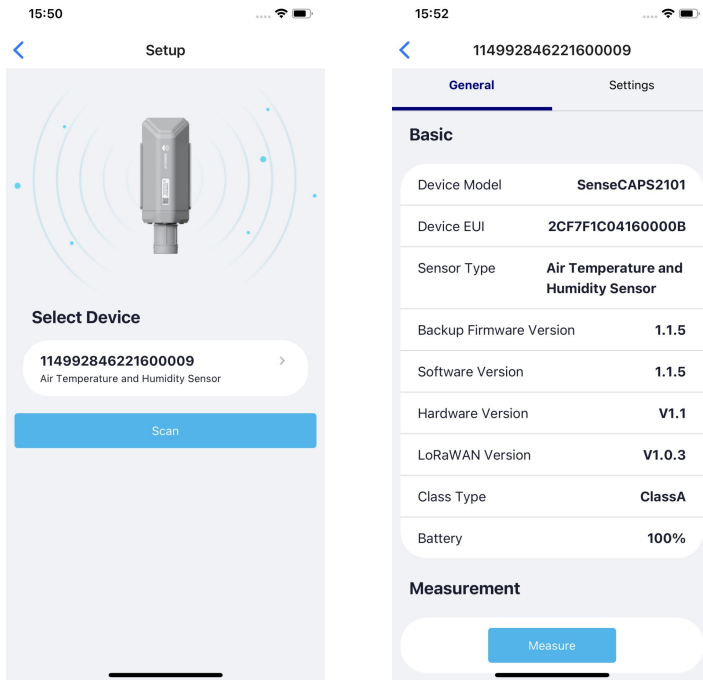 15:50
Setup
Select Device
114992846221600009
Air Temperature and Humidity Sensor
Scan
15:52
114992846221600009
General
Settings
Basic
Device Model
SenseCAPS2101
Device EUI
2CF7F1C04160000B
Sensor Type
Air Temperature and
Humidity Sensor
Backup Firmware Version
1.1.5
Software Version
1.1.5
Hardware Version
V1.1
LoRaWAN Version
V1.0.3
Class Type
ClassA
Battery
100%
Measurement
Measure